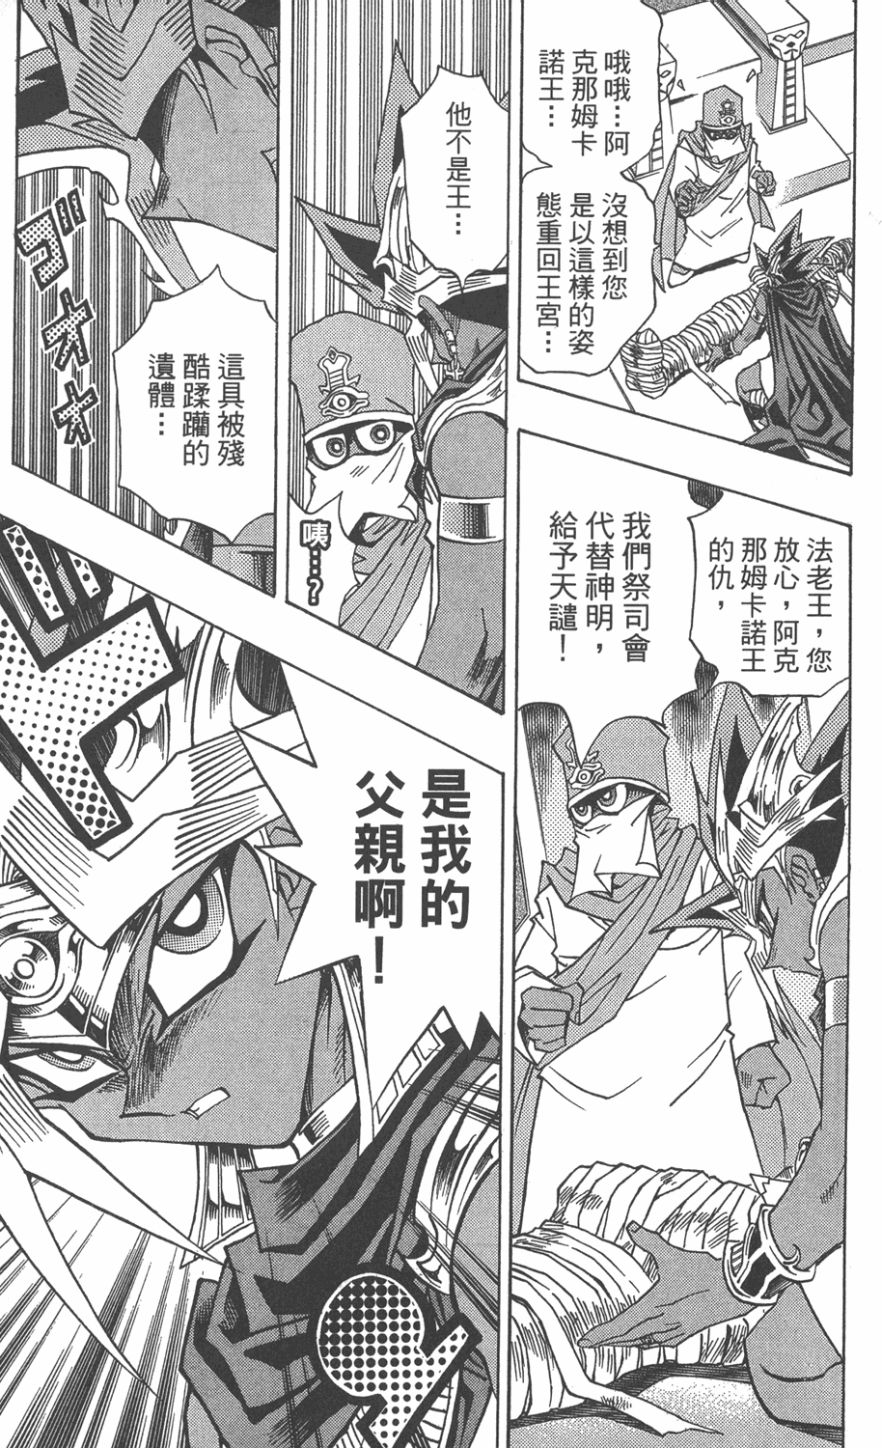 哦哦…阿
克那姆卡
諾王…
沒想到您
是以這樣的姿
態重回王宮…
法老王，您
放心，阿克
那姆卡諾王
的仇，
我們祭司會
代替神明，
給予天譴！
他不是王…
咦…？
這具被殘
酷蹂躪的
遺體…
ゴオオ
是我的
父親啊！